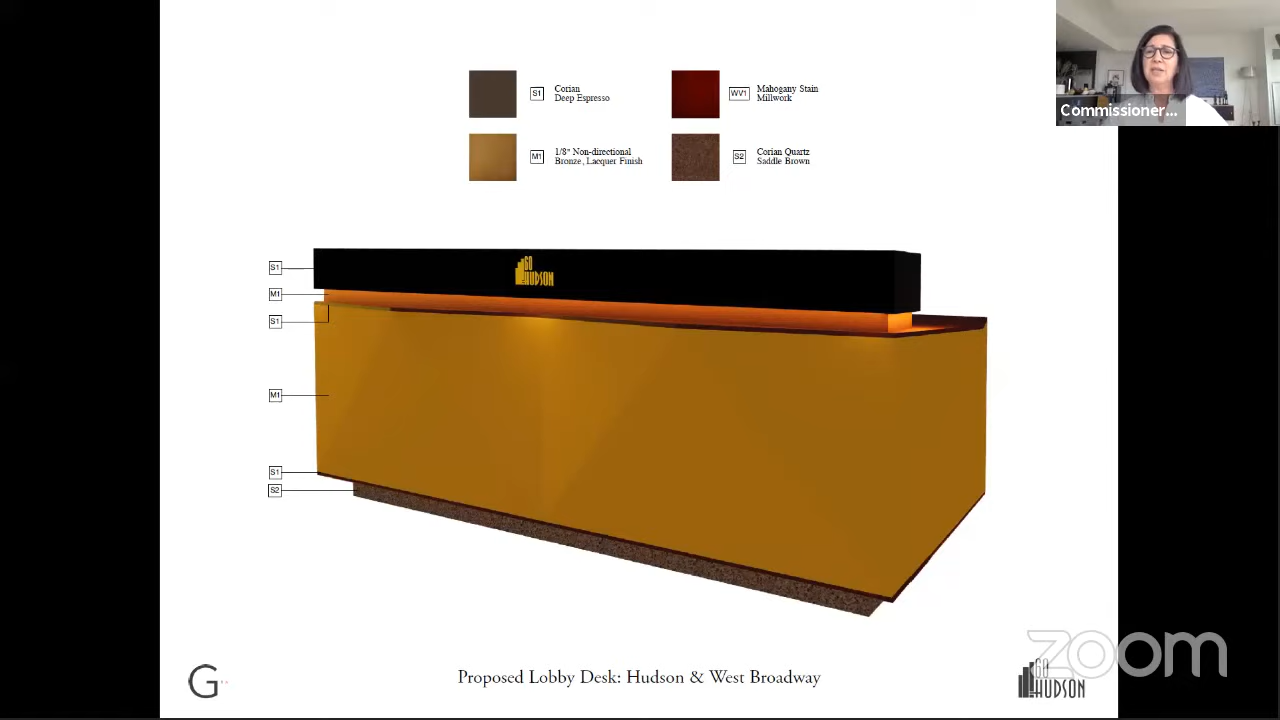 S1
Corian
Deep Espresso
WV1
Mahogany Stain
Millwork
M1
1/8" Non-directional
Bronze, Lacquer Finish
S2
Corian Quartz
Saddle Brown
Commissioner...
S1
60
HUDSON
M1
S1
M1
S1
S2
G
Proposed Lobby Desk: Hudson & West Broadway
60
HUDSON
zoom